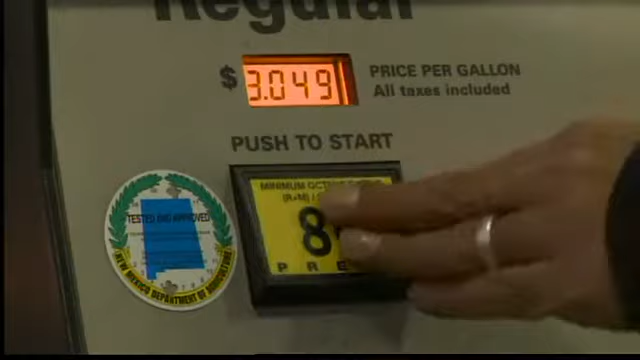 Regular
$ 3.049 PRICE PER GALLON
All taxes included
PUSH TO START
MINIMUM
(R+M) /
8
TESTED AND APPROVED
NEW MEXICO DEPARTMENT OF AGRICULTURE
P R E